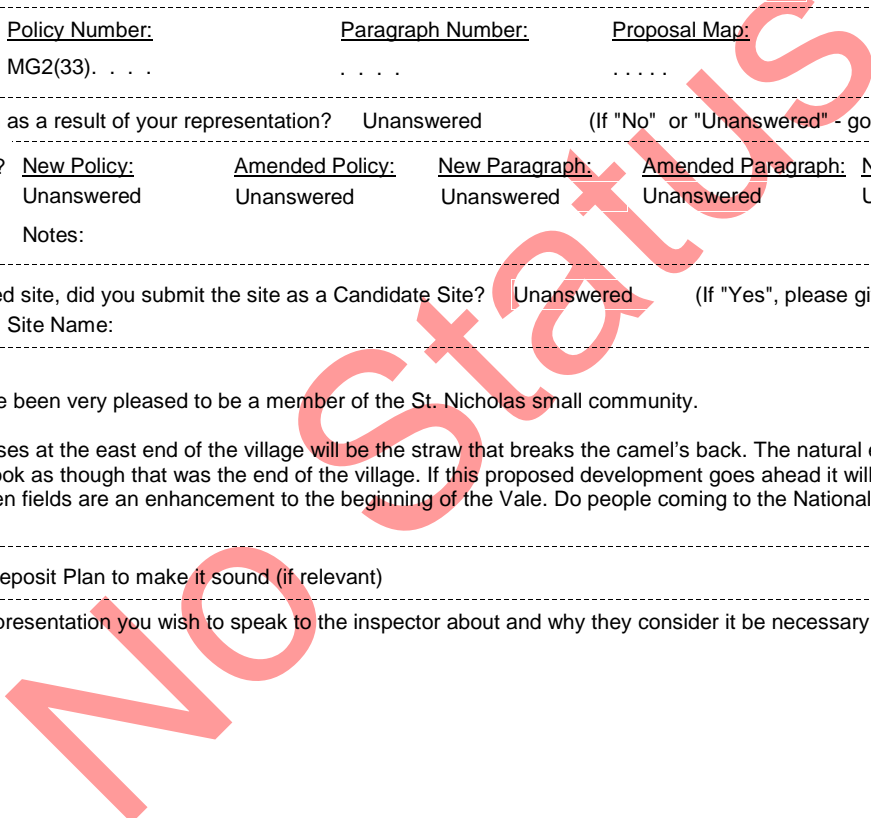 Policy Number: Paragraph Number: Proposal Map:
MG2(33). . . . . . . . . . . . .
as a result of your representation? Unanswered (If "No" or "Unanswered" - go
? New Policy: Amended Policy: New Paragraph: Amended Paragraph: N
Unanswered Unanswered Unanswered Unanswered U
Notes:
ed site, did you submit the site as a Candidate Site? Unanswered (If "Yes", please gi
Site Name:
e been very pleased to be a member of the St. Nicholas small community.
ses at the east end of the village will be the straw that breaks the camel's back. The natural e
ook as though that was the end of the village. If this proposed development goes ahead it will
en fields are an enhancement to the beginning of the Vale. Do people coming to the National
eposit Plan to make it sound (if relevant)
presentation you wish to speak to the inspector about and why they consider it be necessary
No Status